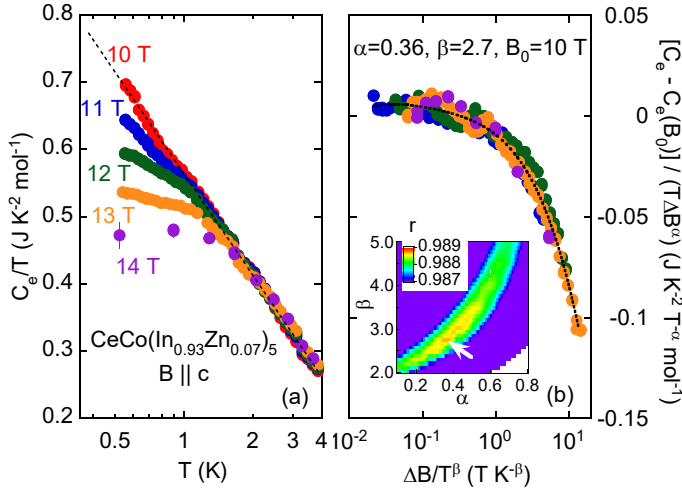 0.8
0.7
0.6
0.5
0.4
0.3
0.2
C_e/T (J K^-2 mol^-1)
10 T
11 T
12 T
13 T
14 T
CeCo(In_0.93Zn_0.07)_5
B || c
(a)
0.5
1
2
3
4
T (K)
α=0.36, β=2.7, B_0=10 T
r
0.989
0.988
0.987
5.0
4.0
3.0
2.0
β
0.2
0.4
0.6
0.8
α
(b)
10^-2
10^-1
10^0
10^1
ΔB/T^β (T K^-β)
0.05
0
-0.05
-0.1
-0.15
[C_e - C_e(B_0)] / (TΔB^α) (J K^-2 T^-α mol^-1)